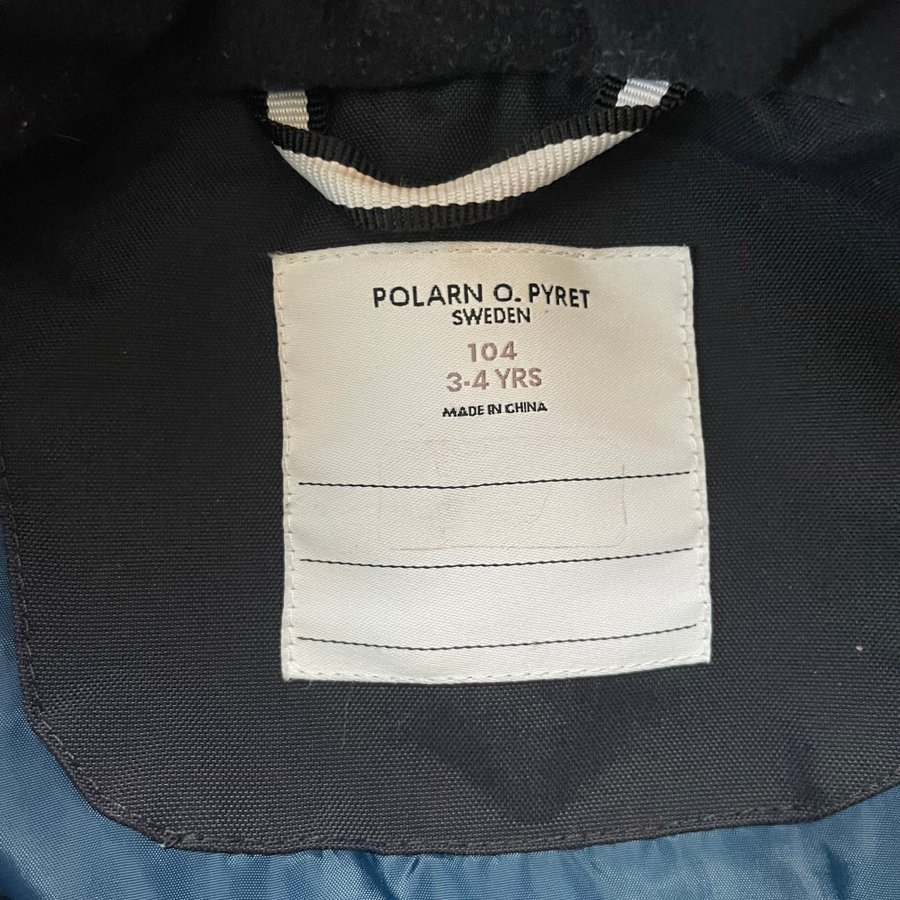 POLARN O. PYRET
SWEDEN
104
3-4 YRS
MADE IN CHINA